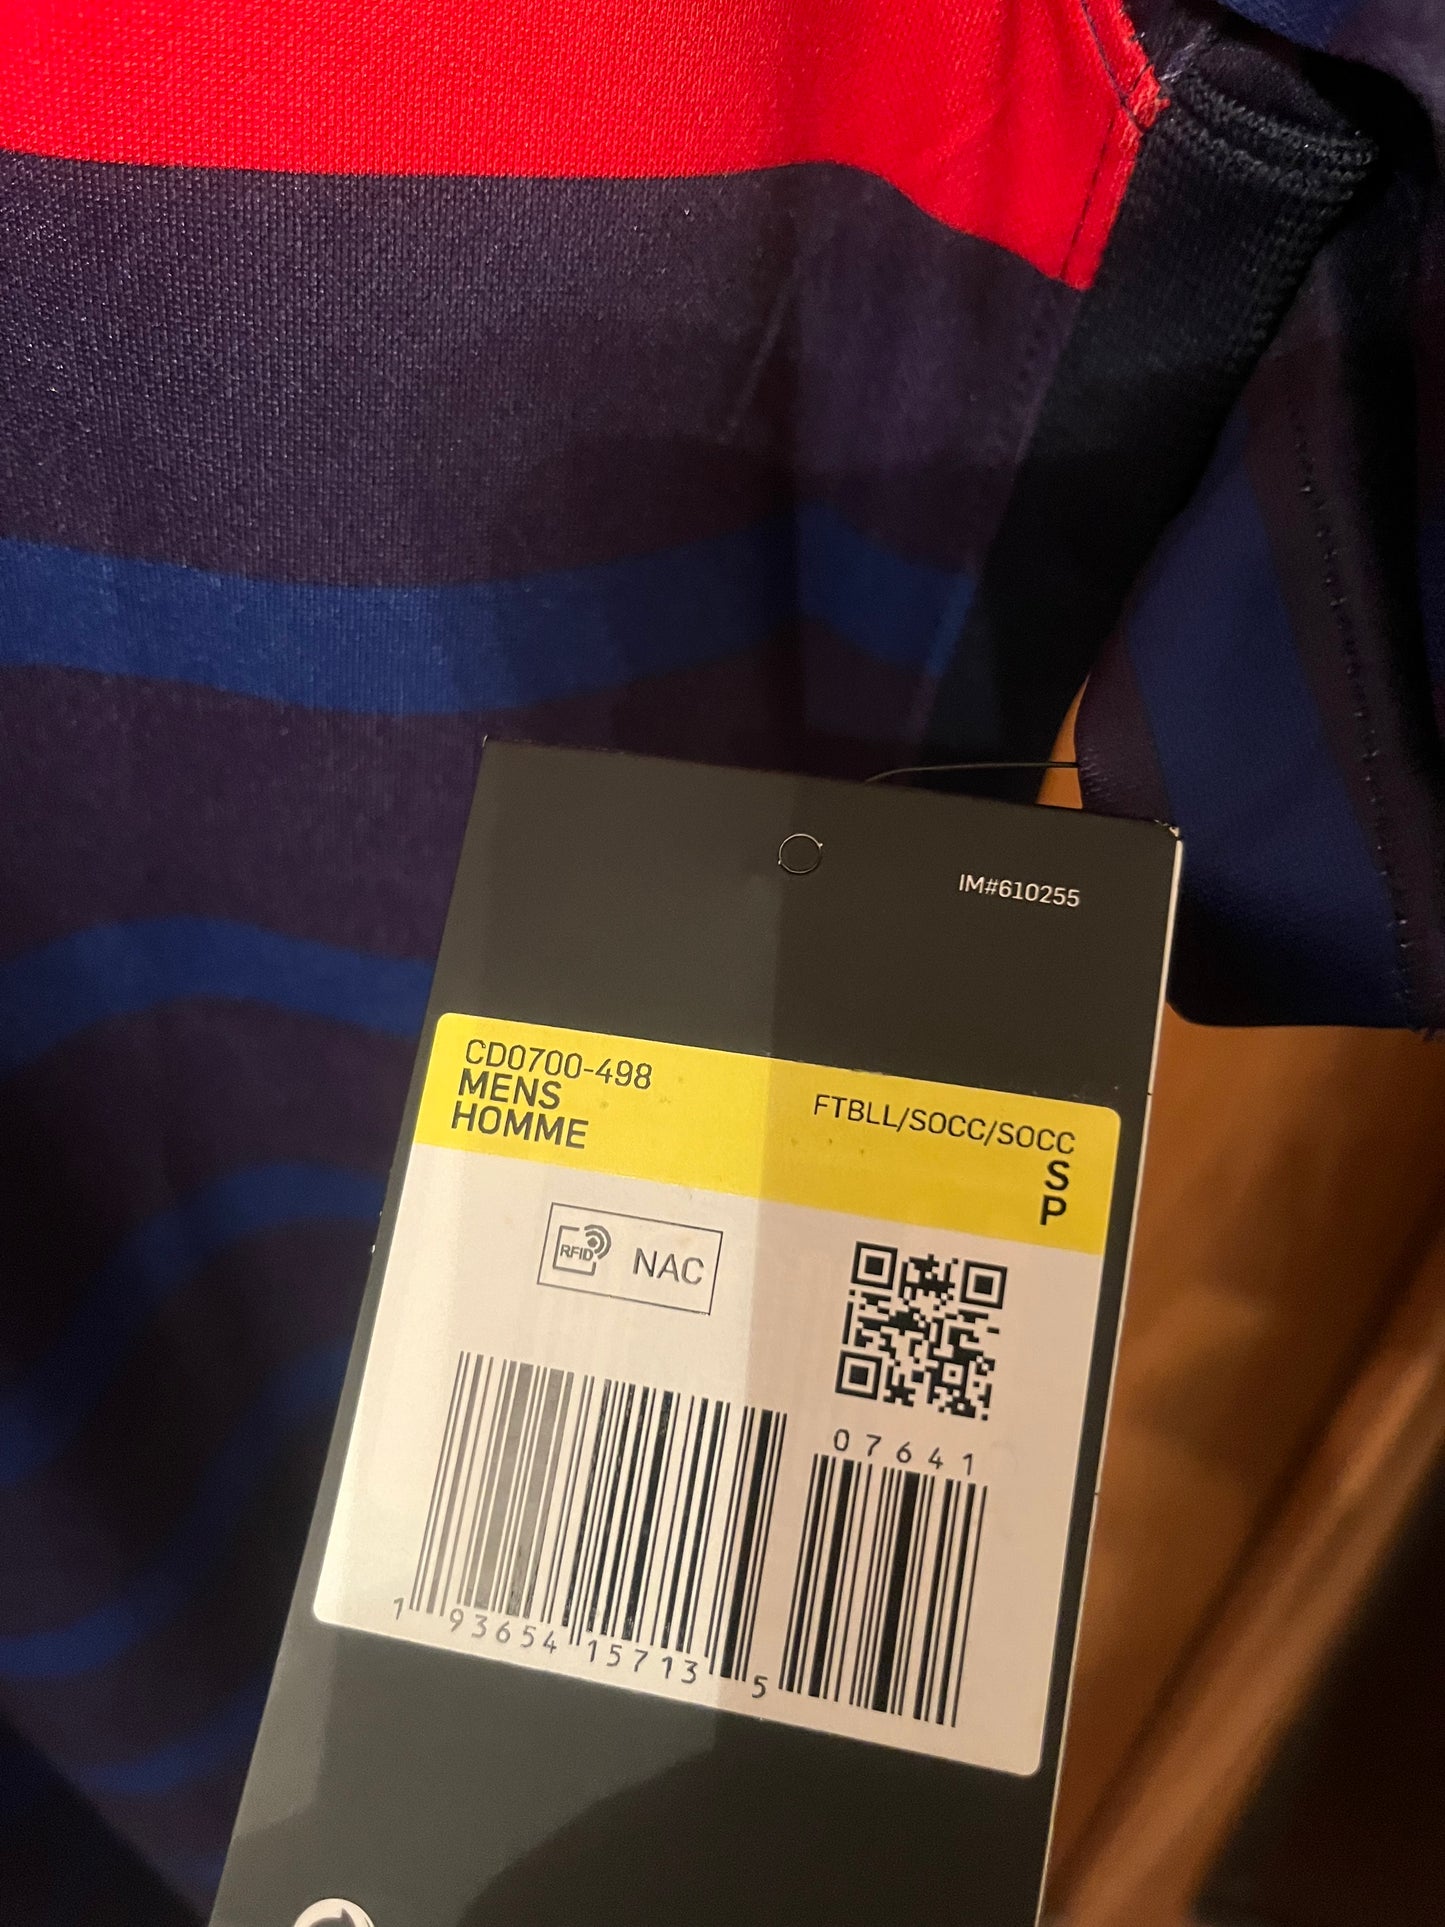 IM#610255
CD0700-498
FTBLL/SOCC/SOCC
MENS
S
HOMME
P
RFID NAC
07641
1 93654 15713 5